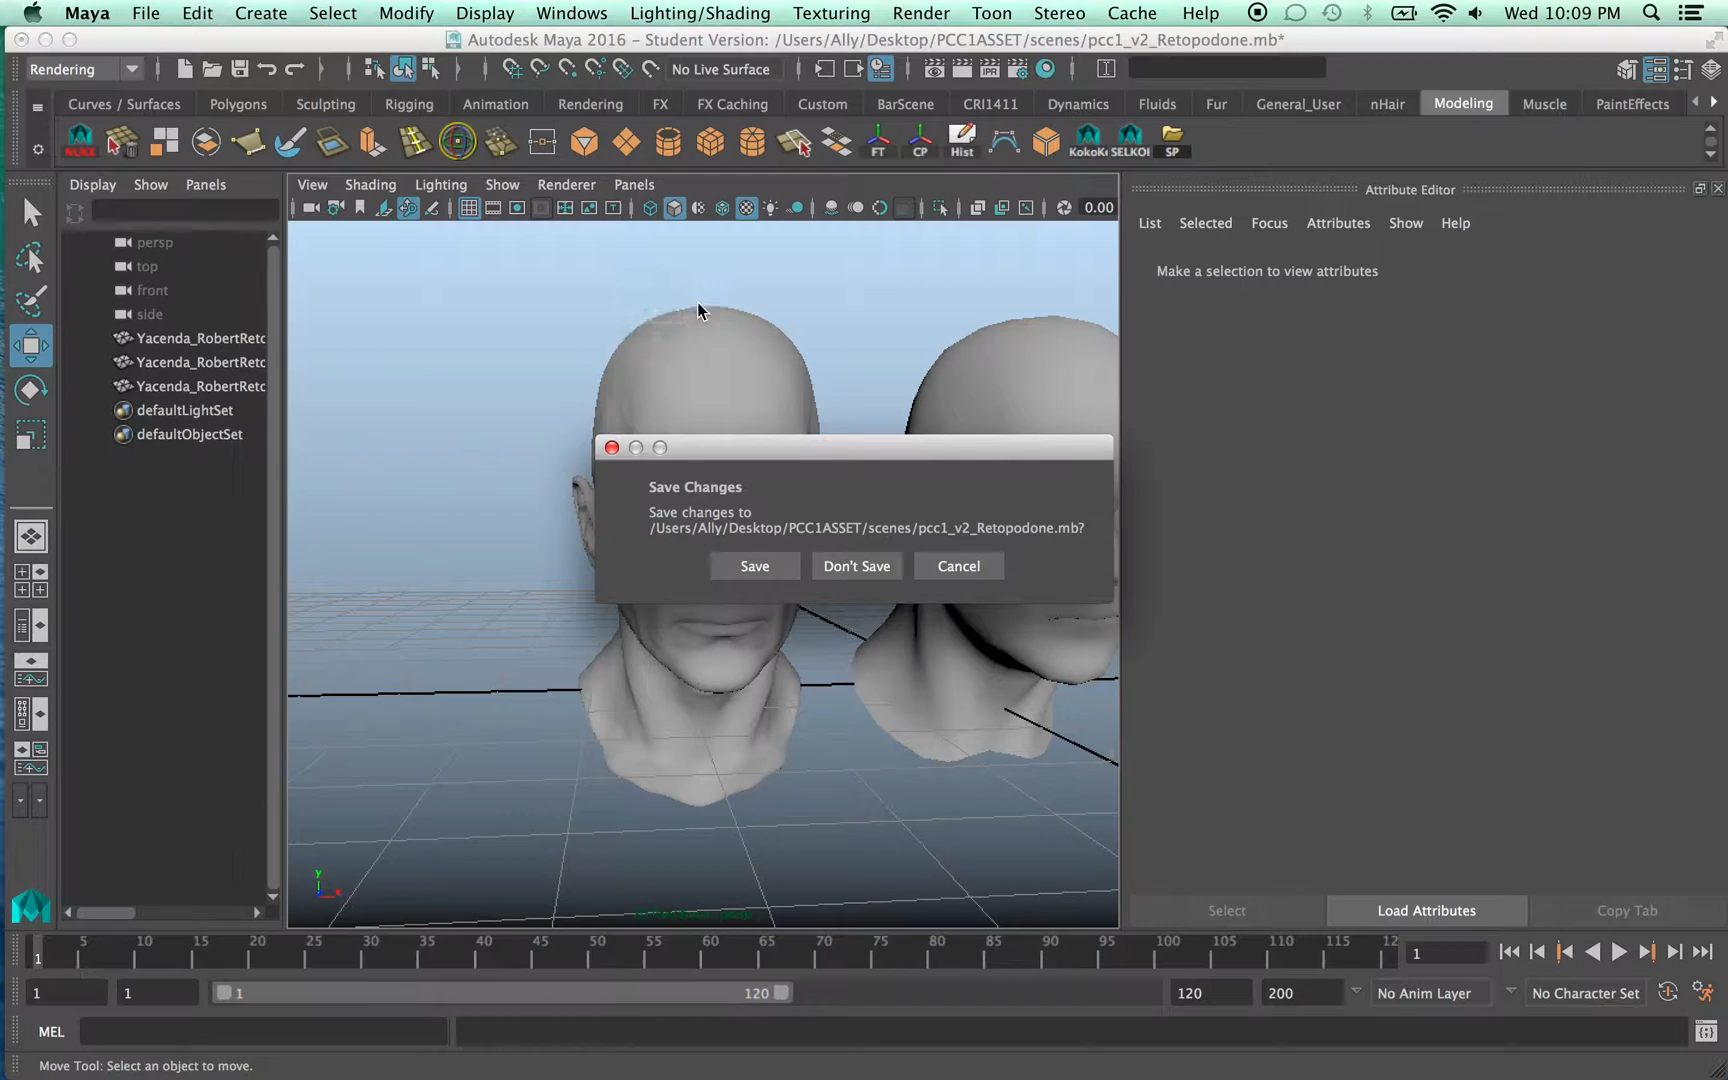 Maya File Edit Create Select Modify Display Windows Lighting/Shading Texturing Render Toon Stereo Cache Help Wed 10:09 PM
Autodesk Maya 2016 - Student Version: /Users/Ally/Desktop/PCC1ASSET/scenes/pcc1_v2_Retopodone.mb*
Rendering No Live Surface
Curves / Surfaces Polygons Sculpting Rigging Animation Rendering FX FX Caching Custom BarScene CRI1411 Dynamics Fluids Fur General_User nHair Modeling Muscle PaintEffects
NUKE FT CP Hist KokoKi SELKOI SP
Display Show Panels View Shading Lighting Show Renderer Panels Attribute Editor
IPR 0.00
List Selected Focus Attributes Show Help
persp
top
front
side
Yacenda_RobertRetc
Yacenda_RobertRetc
Yacenda_RobertRetc
defaultLightSet
defaultObjectSet
Make a selection to view attributes
Save Changes
Save changes to
/Users/Ally/Desktop/PCC1ASSET/scenes/pcc1_v2_Retopodone.mb?
Save Don't Save Cancel
y
Select Load Attributes Copy Tab
1 5 10 15 20 25 30 35 40 45 50 55 60 65 70 75 80 85 90 95 100 105 110 115 12 1
1 1 1 120 120 200 No Anim Layer No Character Set
MEL
Move Tool: Select an object to move.